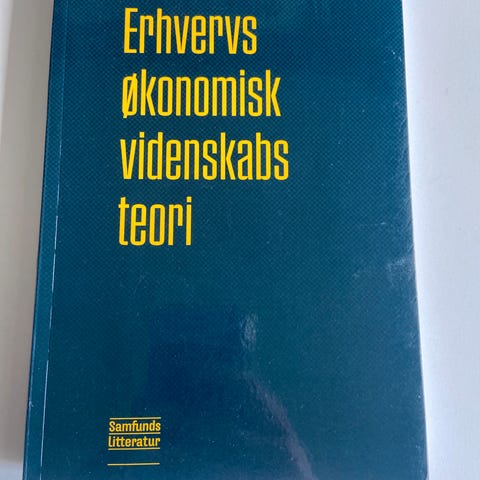 Erhvervs
økonomisk
videnskabs
teori
Samfunds
Litteratur